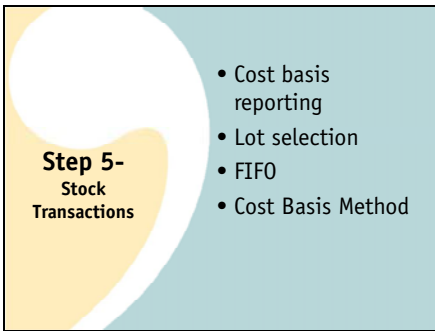 Step 5-
Stock
Transactions
• Cost basis
reporting
• Lot selection
• FIFO
• Cost Basis Method